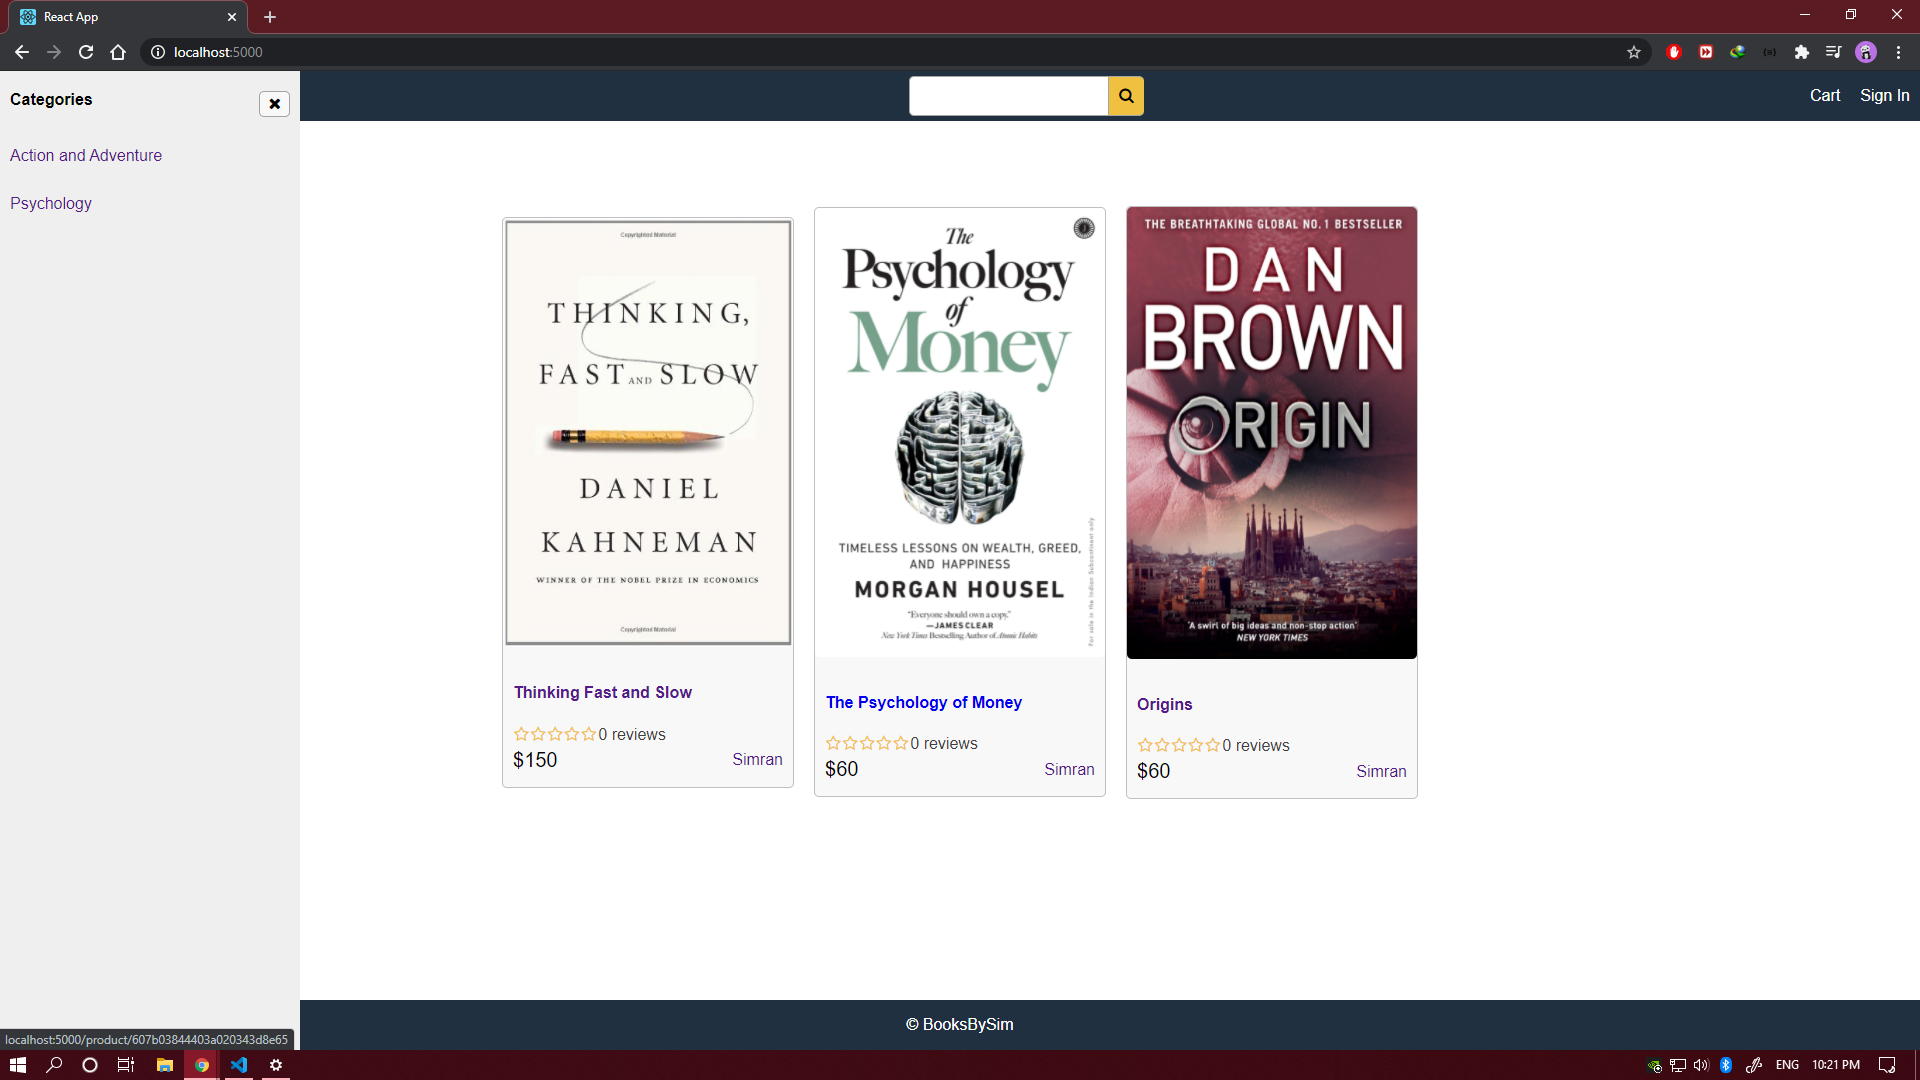 React App
localhost:5000
Categories
Cart
Sign In
Action and Adventure
Psychology
Copyrighted Material
THINKING,
FAST AND SLOW
DANIEL
KAHNEMAN
WINNER OF THE NOBEL PRIZE IN ECONOMICS
Copyrighted Material
Thinking Fast and Slow
0 reviews
$150
Simran
The
Psychology
of
Money
TIMELESS LESSONS ON WEALTH, GREED,
AND HAPPINESS
MORGAN HOUSEL
"Everyone should own a copy."
—JAMES CLEAR
New York Times Bestselling Author of Atomic Habits
For sale in the Indian Subcontinent only
The Psychology of Money
0 reviews
$60
Simran
THE BREATHTAKING GLOBAL NO. 1 BESTSELLER
DAN
BROWN
ORIGIN
'A swirl of big ideas and non-stop action'
NEW YORK TIMES
Origins
0 reviews
$60
Simran
© BooksBySim
localhost:5000/product/607b03844403a020343d8e65
ENG
10:21 PM